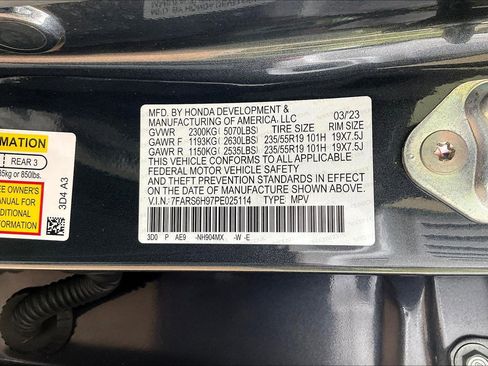 MFD. BY HONDA DEVELOPMENT &
MANUFACTURING OF AMERICA, LLC 03/'23
GVWR 2300KG( 5070LBS) TIRE SIZE RIM SIZE
GAWR F 1193KG( 2630LBS) 235/55R19 101H 19X7.5J
GAWR R 1150KG( 2535LBS) 235/55R19 101H 19X7.5J
THIS VEHICLE CONFORMS TO ALL APPLICABLE
FEDERAL MOTOR VEHICLE SAFETY
AND THEFT PREVENTION STANDARDS IN EFFECT
ON THE DATE OF MANUFACTURE SHOWN ABOVE.
V.I.N. 7FARS6H97PE025114 TYPE: MPV
3D0 P AE9 -NH904MX -W -E
REAR 3
or 850lbs
E OWNER'S
MANUAL FOR
DITIONAL
3D4 A3